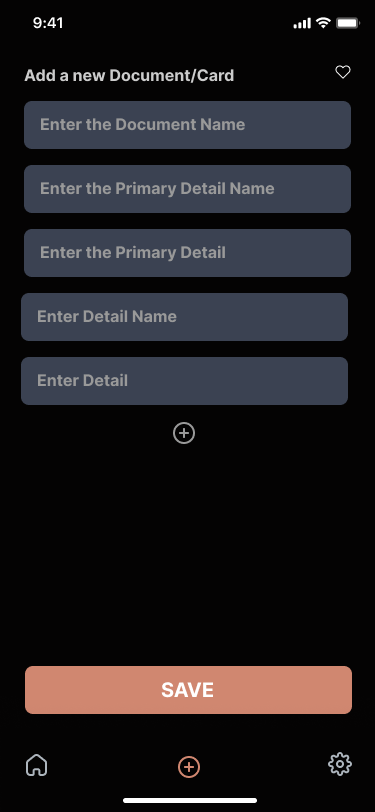 9:41
Add a new Document/Card
Enter the Document Name
Enter the Primary Detail Name
Enter the Primary Detail
Enter Detail Name
Enter Detail
SAVE